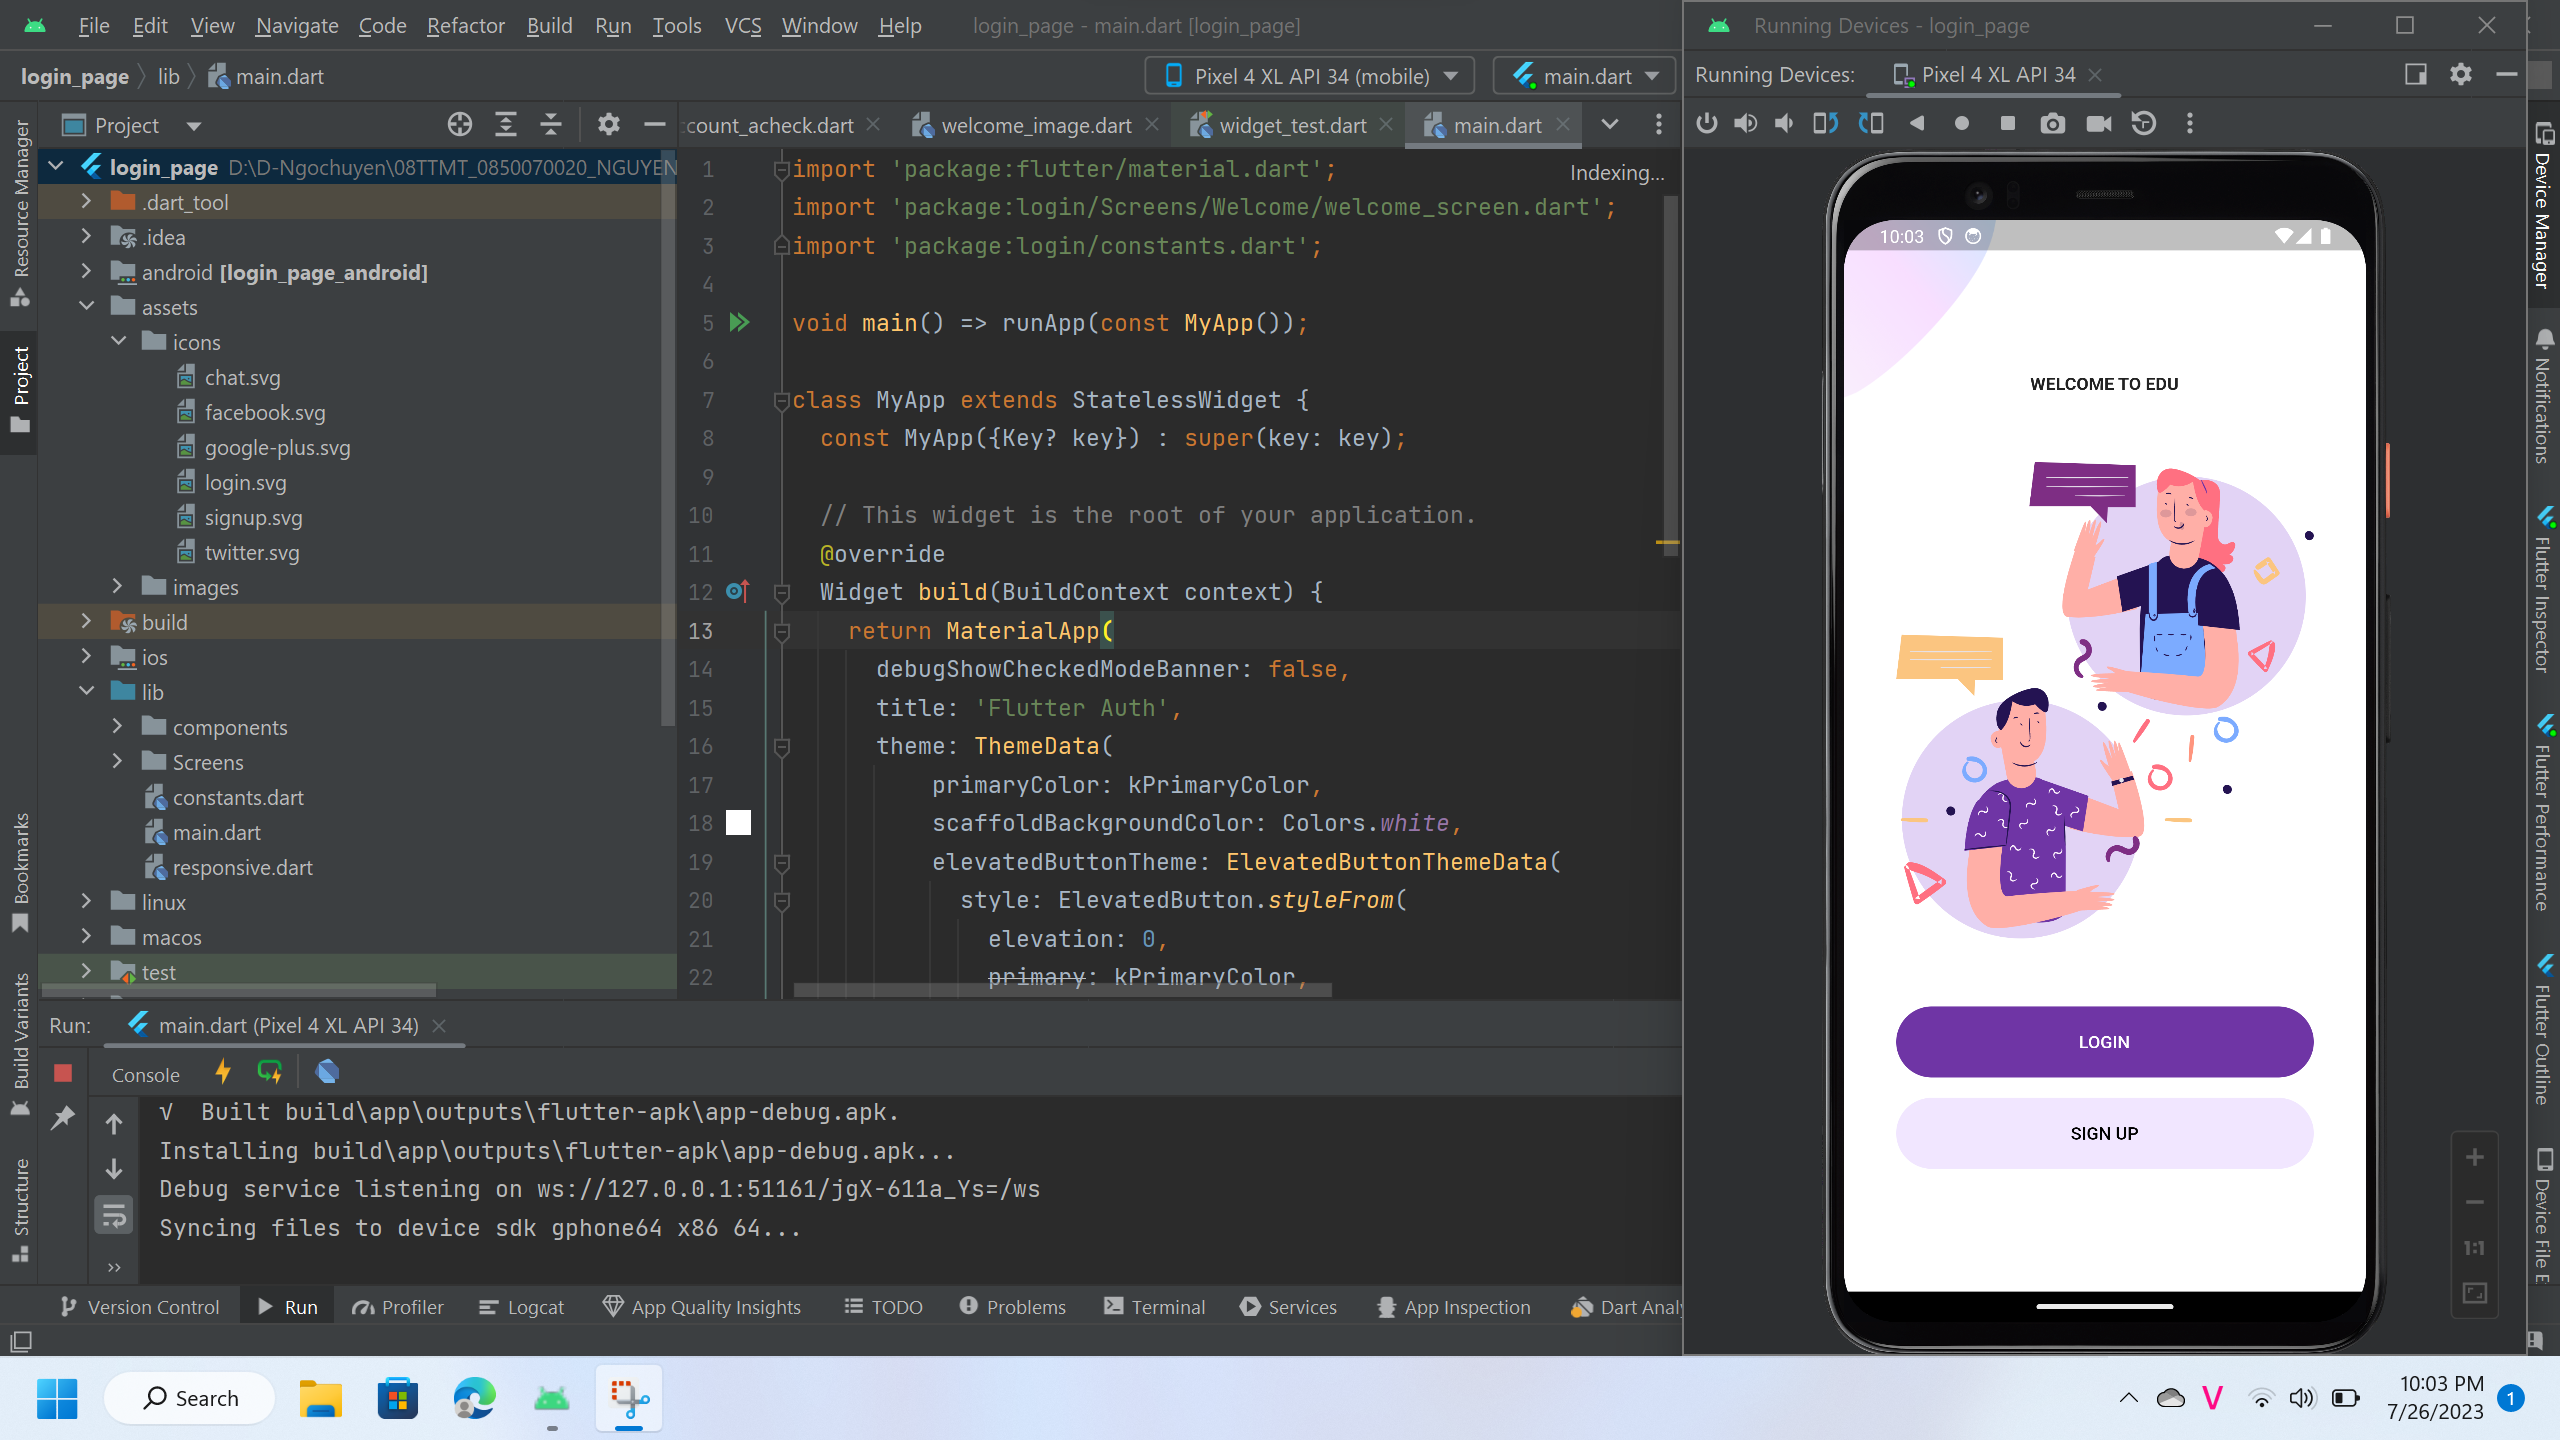 File Edit View Navigate Code Refactor Build Run Tools VCS Window Help login_page - main.dart [login_page]
login_page lib main.dart Pixel 4 XL API 34 (mobile) main.dart
Project
count_acheck.dart welcome_image.dart widget_test.dart main.dart
Resource Manager
Project
Bookmarks
Build Variants
Structure
login_page D:\D-Ngochuyen\08TTMT_0850070020_NGUYEN
.dart_tool
.idea
android [login_page_android]
assets
icons
chat.svg
facebook.svg
google-plus.svg
login.svg
signup.svg
twitter.svg
images
build
ios
lib
components
Screens
constants.dart
main.dart
responsive.dart
linux
macos
test
Indexing...
1 import 'package:flutter/material.dart';
2 import 'package:login/Screens/Welcome/welcome_screen.dart';
3 import 'package:login/constants.dart';
4
5 void main() => runApp(const MyApp());
6
7 class MyApp extends StatelessWidget {
8 const MyApp({Key? key}) : super(key: key);
9
10 // This widget is the root of your application.
11 @override
12 Widget build(BuildContext context) {
13 return MaterialApp(
14 debugShowCheckedModeBanner: false,
15 title: 'Flutter Auth',
16 theme: ThemeData(
17 primaryColor: kPrimaryColor,
18 scaffoldBackgroundColor: Colors.white,
19 elevatedButtonTheme: ElevatedButtonThemeData(
20 style: ElevatedButton.styleFrom(
21 elevation: 0,
22 primary: kPrimaryColor,
Run: main.dart (Pixel 4 XL API 34)
Console
√ Built build\app\outputs\flutter-apk\app-debug.apk.
Installing build\app\outputs\flutter-apk\app-debug.apk...
Debug service listening on ws://127.0.0.1:51161/jgX-611a_Ys=/ws
Syncing files to device sdk gphone64 x86 64...
Version Control Run Profiler Logcat App Quality Insights TODO Problems Terminal Services App Inspection Dart Analy
Running Devices - login_page
Running Devices: Pixel 4 XL API 34
10:03
WELCOME TO EDU
LOGIN
SIGN UP
1:1
Device Manager
Notifications
Flutter Inspector
Flutter Performance
Flutter Outline
Device File E
Search
10:03 PM
7/26/2023
1